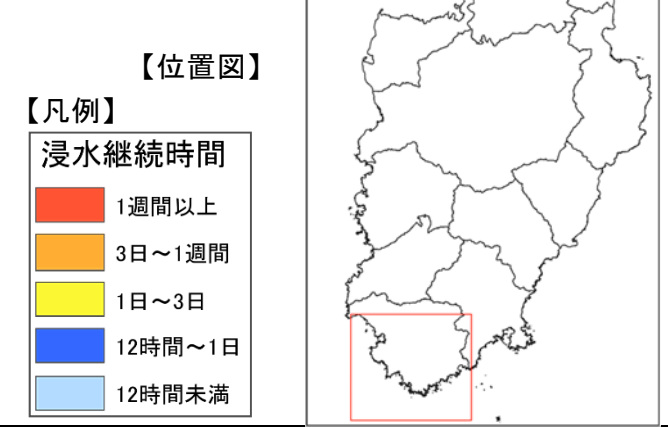 【位置図】
【凡例】
浸水継続時間
1週間以上
3日～1週間
1日～3日
12時間～1日
12時間未満